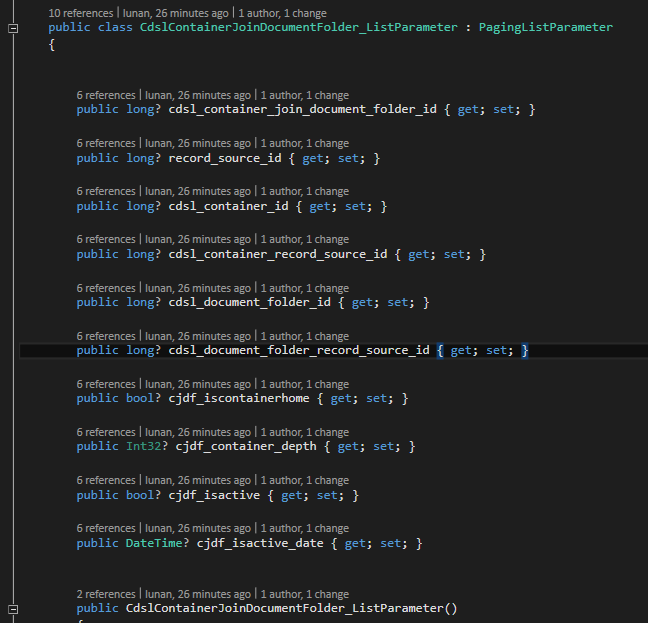 10 references | lunan, 26 minutes ago | 1 author, 1 change
public class CdslContainerJoinDocumentFolder_ListParameter : PagingListParameter
{
6 references | lunan, 26 minutes ago | 1 author, 1 change
public long? cdsl_container_join_document_folder_id { get; set; }
6 references | lunan, 26 minutes ago | 1 author, 1 change
public long? record_source_id { get; set; }
6 references | lunan, 26 minutes ago | 1 author, 1 change
public long? cdsl_container_id { get; set; }
6 references | lunan, 26 minutes ago | 1 author, 1 change
public long? cdsl_container_record_source_id { get; set; }
6 references | lunan, 26 minutes ago | 1 author, 1 change
public long? cdsl_document_folder_id { get; set; }
6 references | lunan, 26 minutes ago | 1 author, 1 change
public long? cdsl_document_folder_record_source_id { get; set; }
6 references | lunan, 26 minutes ago | 1 author, 1 change
public bool? cjdf_iscontainerhome { get; set; }
6 references | lunan, 26 minutes ago | 1 author, 1 change
public Int32? cjdf_container_depth { get; set; }
6 references | lunan, 26 minutes ago | 1 author, 1 change
public bool? cjdf_isactive { get; set; }
6 references | lunan, 26 minutes ago | 1 author, 1 change
public DateTime? cjdf_isactive_date { get; set; }
2 references | lunan, 26 minutes ago | 1 author, 1 change
public CdslContainerJoinDocumentFolder_ListParameter()
{